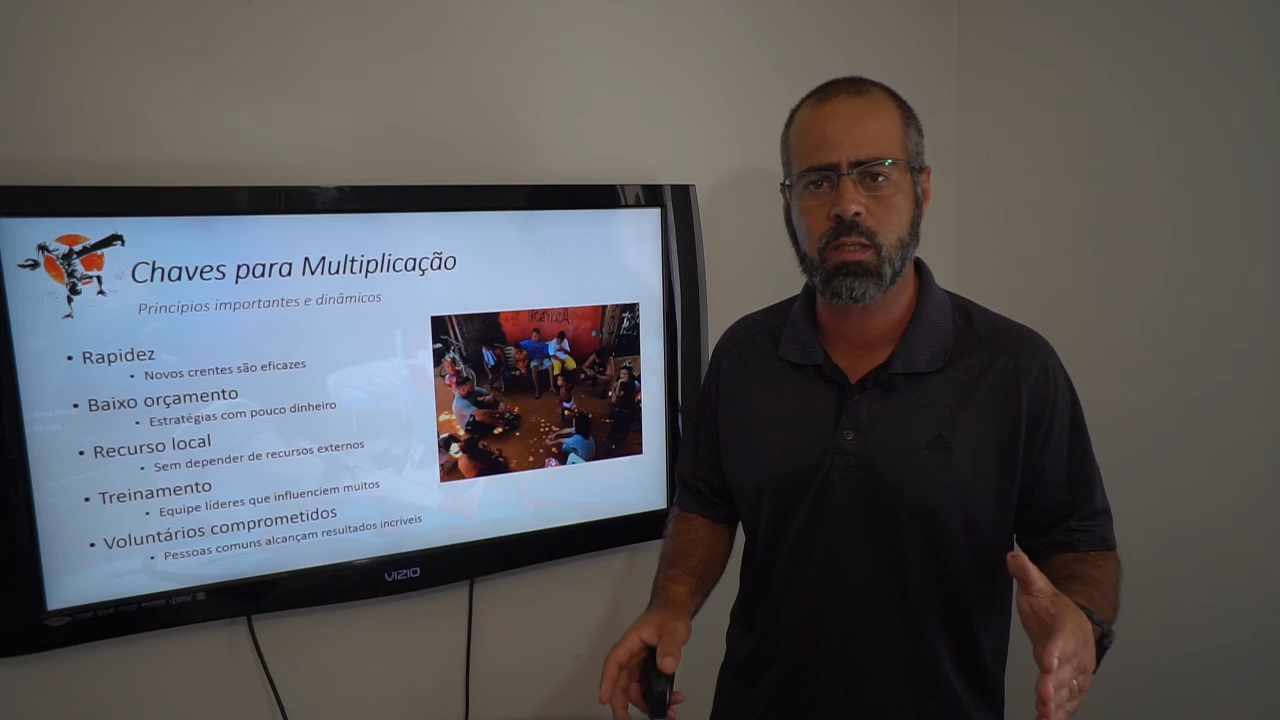 Chaves para Multiplicação
Princípios importantes e dinâmicos
• Rapidez
• Novos crentes são eficazes
• Baixo orçamento
• Estratégias com pouco dinheiro
• Recurso local
• Sem depender de recursos externos
• Treinamento
• Equipe líderes que influenciem muitos
• Voluntários comprometidos
• Pessoas comuns alcançam resultados incríveis
VIZIO